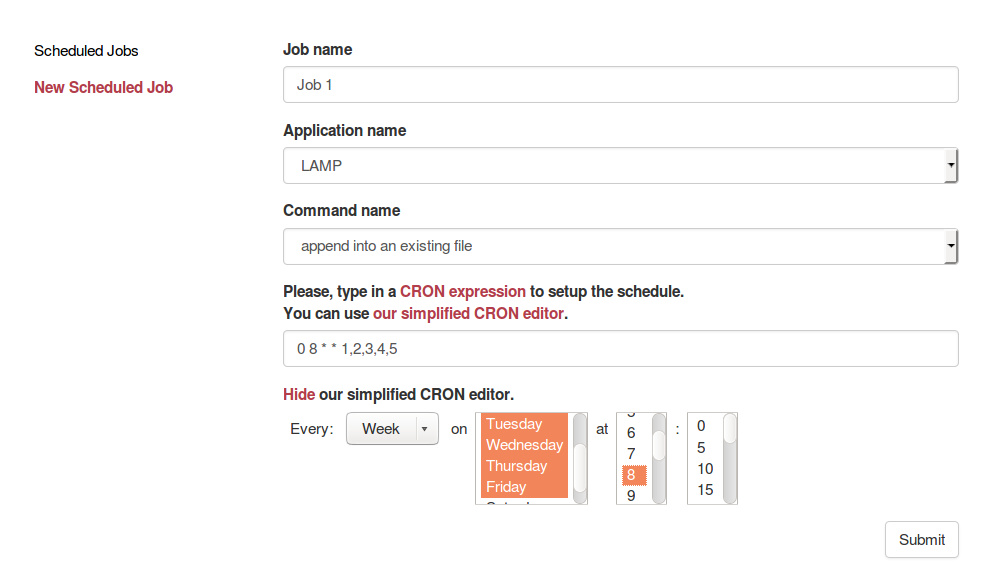 Scheduled Jobs
New Scheduled Job
Job name
Job 1
Application name
LAMP
Command name
append into an existing file
Please, type in a CRON expression to setup the schedule.
You can use our simplified CRON editor.
0 8 * * 1,2,3,4,5
Hide our simplified CRON editor.
Every: Week on at :
Tuesday
Wednesday
Thursday
Friday
6
7
8
9
0
5
10
15
Submit